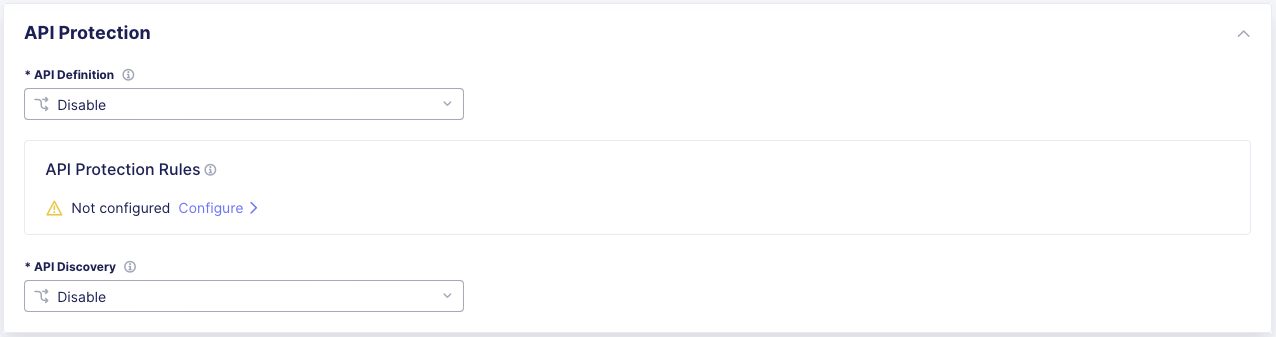 API Protection
* API Definition
Disable
API Protection Rules
Not configured Configure
* API Discovery
Disable